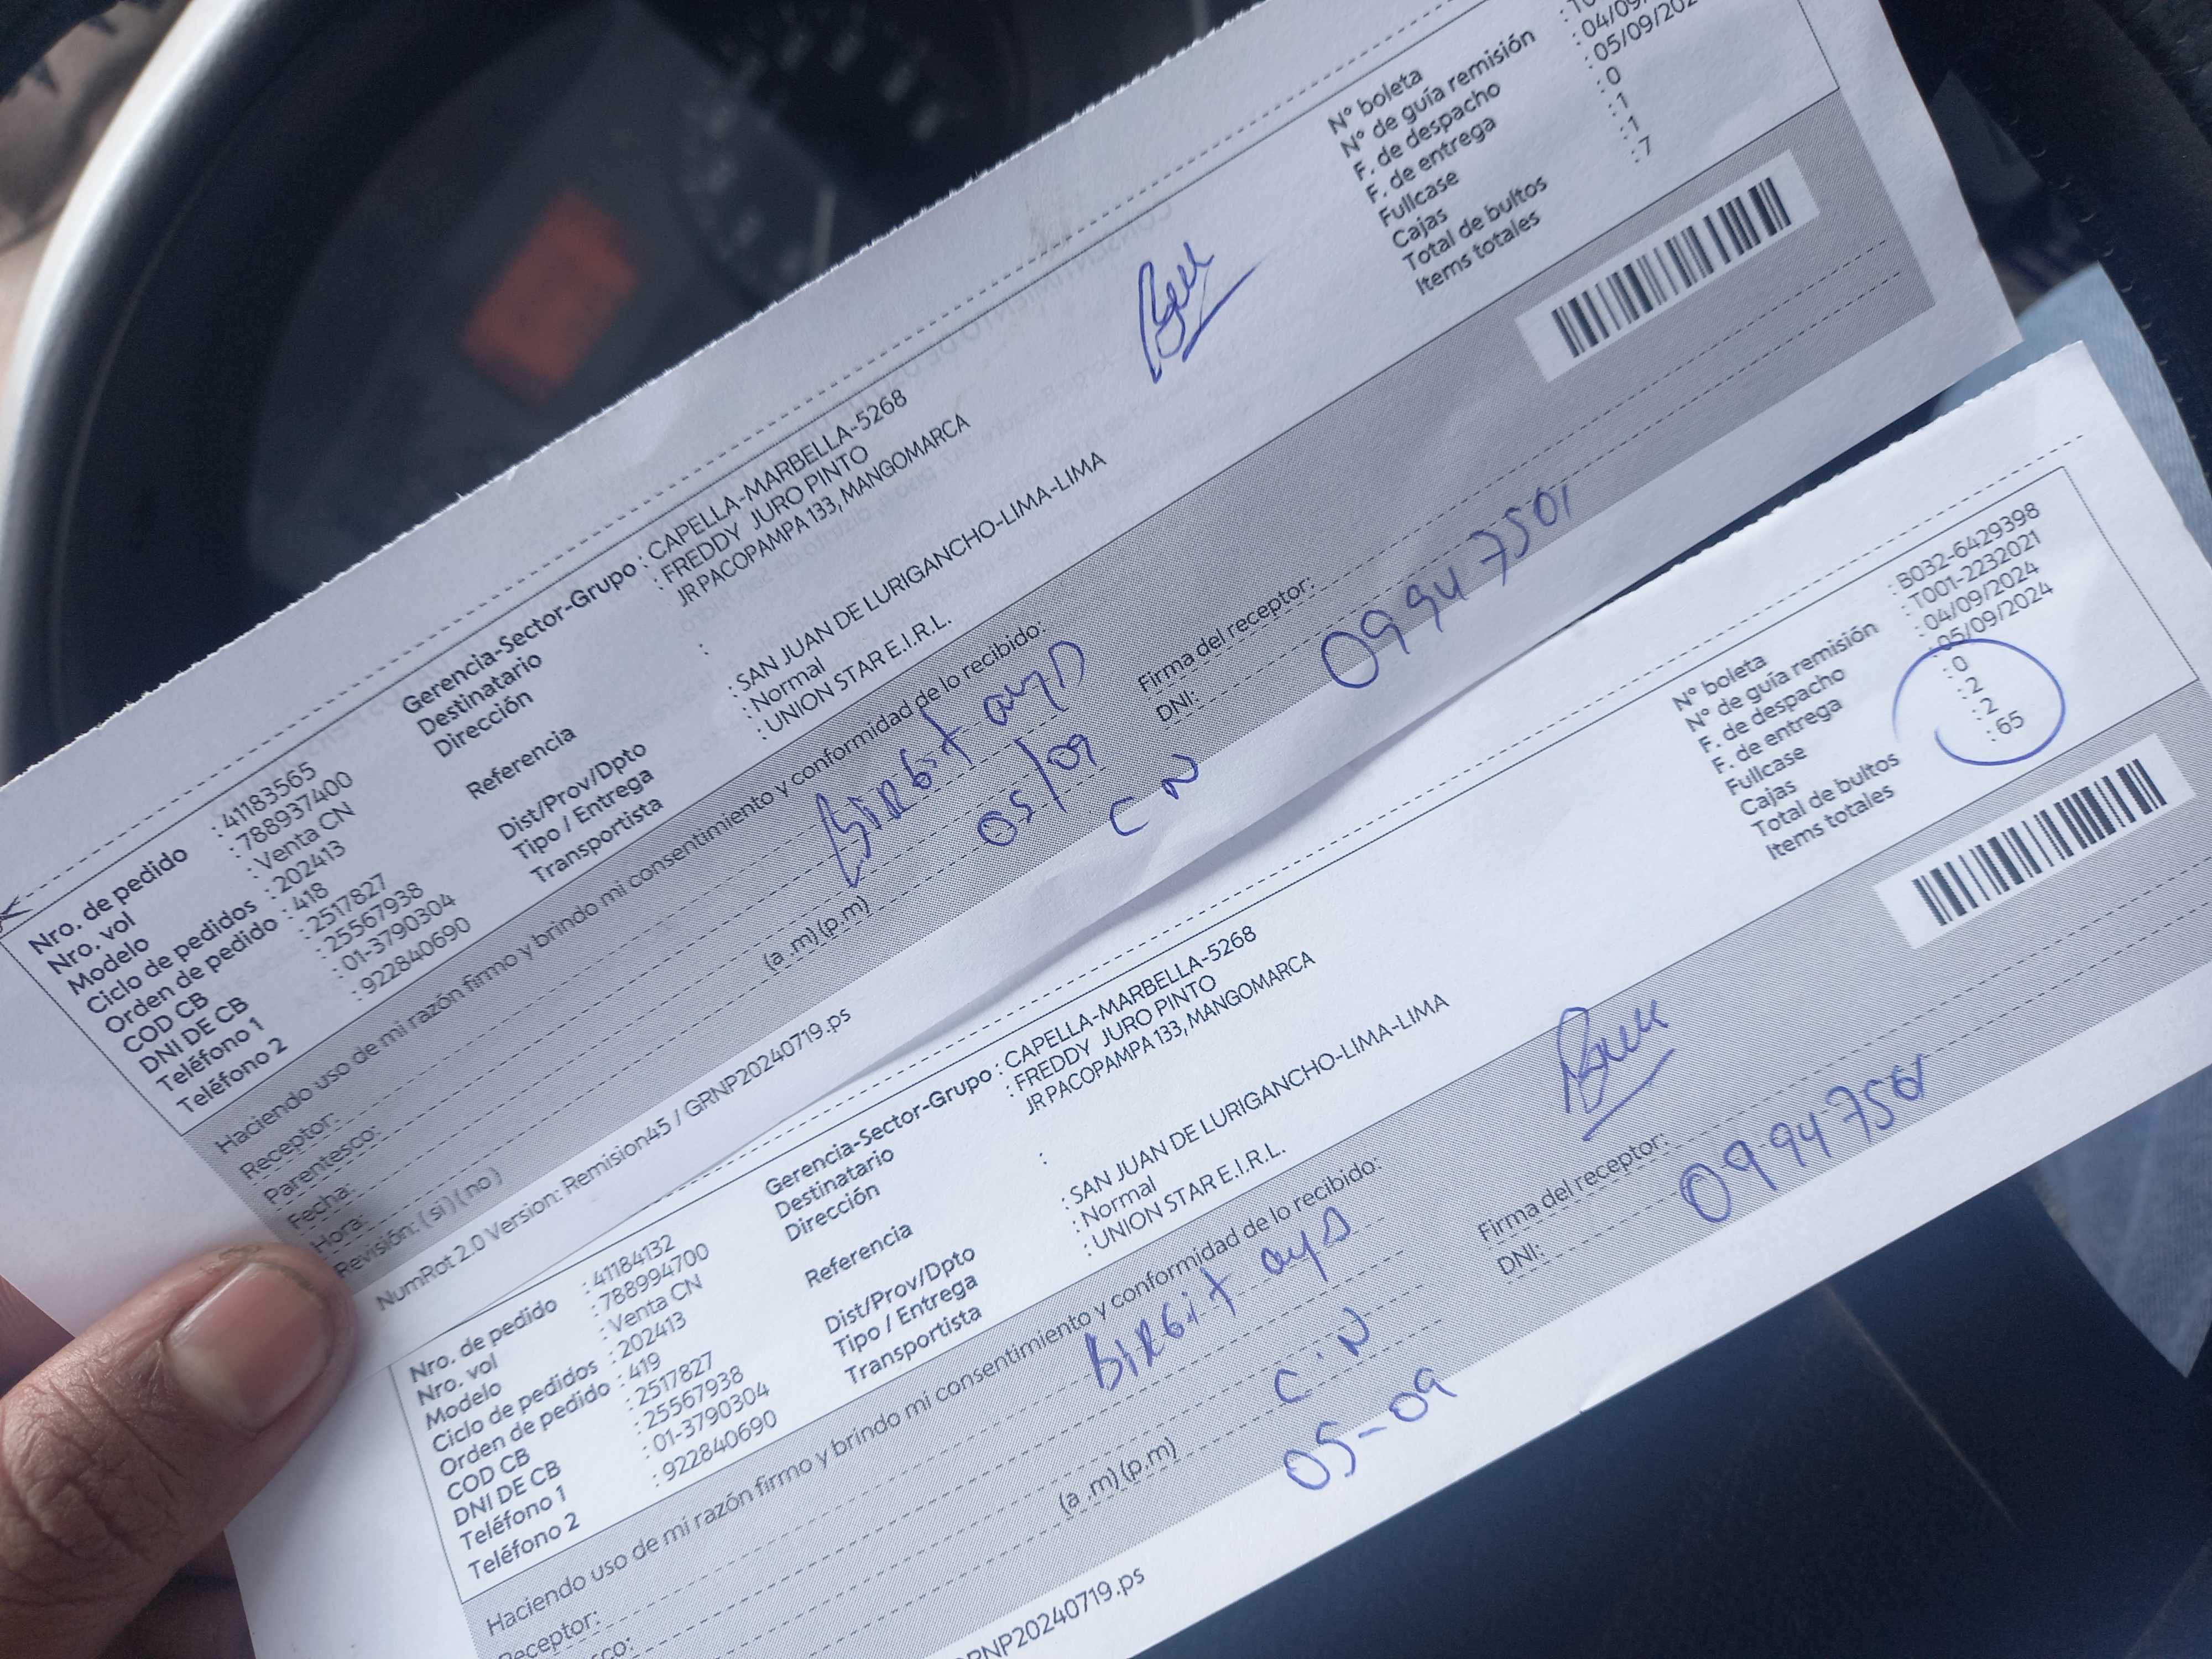 Nro. de pedido : 41183565
Nro. vol : 788937400
Modelo : Venta CN
Ciclo de pedidos : 202413
Orden de pedido : 418
COD CB : 2517827
DNI DE CB : 25567938
Teléfono 1 : 01-3790304
Teléfono 2 : 922840690
Gerencia-Sector-Grupo : CAPELLA-MARBELLA-5268
Destinatario : FREDDY JURO PINTO
Dirección JR PACOPAMPA 133, MANGOMARCA
Referencia :
Dist/Prov/Dpto : SAN JUAN DE LURIGANCHO-LIMA-LIMA
Tipo / Entrega : Normal
Transportista : UNION STAR E.I.R.L.
N° boleta
N° de guía remisión
F. de despacho : 04/09/
F. de entrega : 05/09/202
Fullcase : 0
Cajas : 1
Total de bultos : 1
Items totales : 7
Haciendo uso de mi razón firmo y brindo mi consentimiento y conformidad de lo recibido:
Receptor: Birgit
Parentesco:
Fecha: 05/09
Hora: (a .m) (p.m) CN
Revisión: ( si ) ( no )
Firma del receptor:
DNI: 09947501
NumRot 2.0 Version: Remision45 / GRNP20240719.ps
Nro. de pedido : 41184132
Nro. vol : 788994700
Modelo : Venta CN
Ciclo de pedidos : 202413
Orden de pedido : 419
COD CB : 2517827
DNI DE CB : 25567938
Teléfono 1 : 01-3790304
Teléfono 2 : 922840690
Gerencia-Sector-Grupo : CAPELLA-MARBELLA-5268
Destinatario : FREDDY JURO PINTO
Dirección JR PACOPAMPA 133, MANGOMARCA
Referencia :
Dist/Prov/Dpto : SAN JUAN DE LURIGANCHO-LIMA-LIMA
Tipo / Entrega : Normal
Transportista : UNION STAR E.I.R.L.
N° boleta : B032-6429398
N° de guía remisión : T001-2232021
F. de despacho : 04/09/2024
F. de entrega : 05/09/2024
Fullcase : 0
Cajas : 2
Total de bultos : 2
Items totales : 65
Haciendo uso de mi razón firmo y brindo mi consentimiento y conformidad de lo recibido:
Receptor: Birgit
sco: C.N
(a .m) (p.m) 05-09
Firma del receptor:
DNI: 09947501
RNP20240719.ps